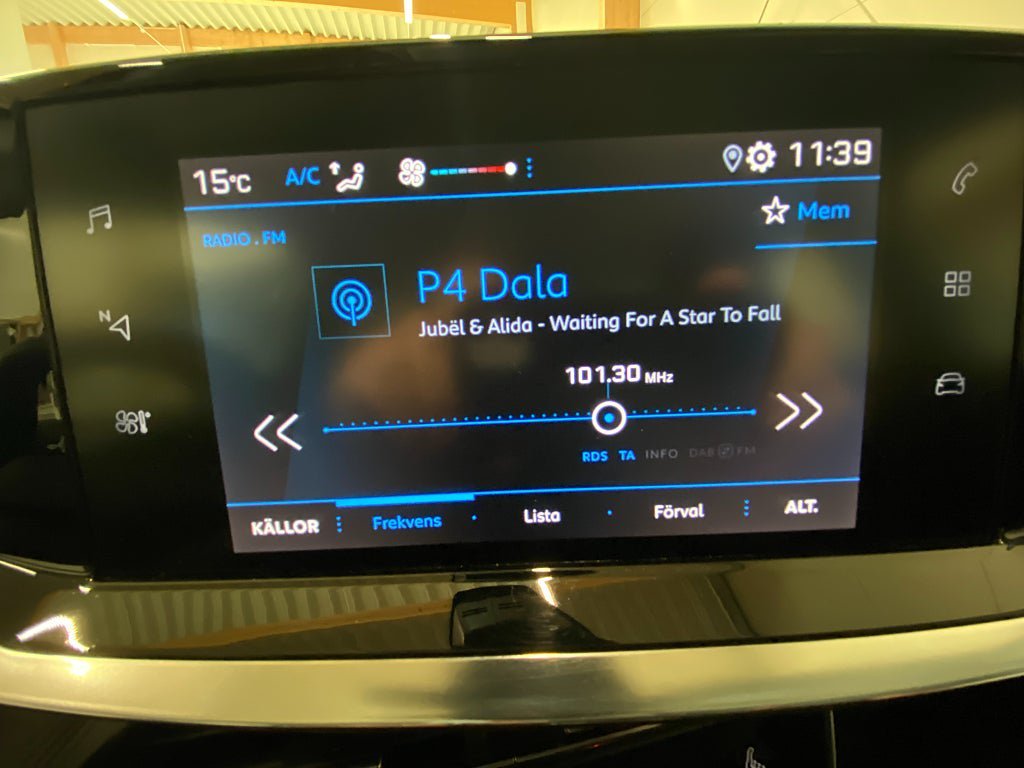 15°C A/C 11:39
Mem
RADIO . FM
P4 Dala
Jubël & Alida - Waiting For A Star To Fall
101.30 MHz
N
RDS TA INFO DAB FM
KÄLLOR Frekvens Lista Förval ALT.